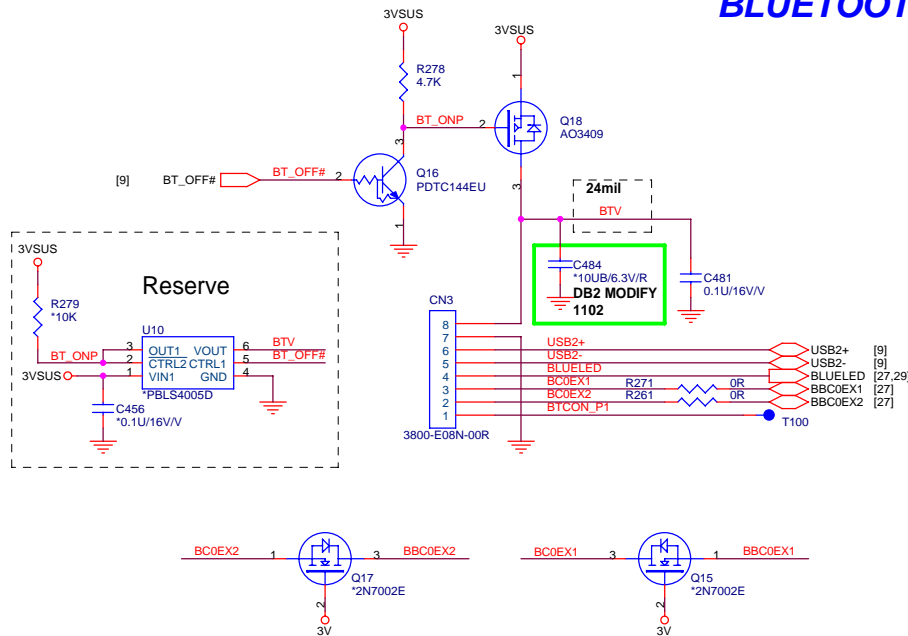 BLUETOOT
3VSUS
3VSUS
R278
4.7K
1
BT_ONP
2
Q18
AO3409
3
3
[9]
BT_OFF#
BT_OFF#
2
Q16
PDTC144EU
1
24mil
BTV
C484
*10UB/6.3V/R
DB2 MODIFY
1102
C481
0.1U/16V/V
3VSUS
Reserve
R279
*10K
U10
BT_ONP
3 OUT1 VOUT 6 BTV
2 CTRL2 CTRL1 5 BT_OFF#
3VSUS 1 VIN1 GND 4
*PBLS4005D
C456
*0.1U/16V/V
CN3
8
7
6 USB2+ USB2+ [9]
5 USB2- USB2- [9]
4 BLUELED BLUELED [27,29]
3 BC0EX1 R271 0R BBC0EX1 [27]
2 BC0EX2 R261 0R BBC0EX2 [27]
1 BTCON_P1 T100
3800-E08N-00R
BC0EX2 1 3 BBC0EX2
Q17
*2N7002E
2
3V
BC0EX1 3 1 BBC0EX1
Q15
*2N7002E
2
3V